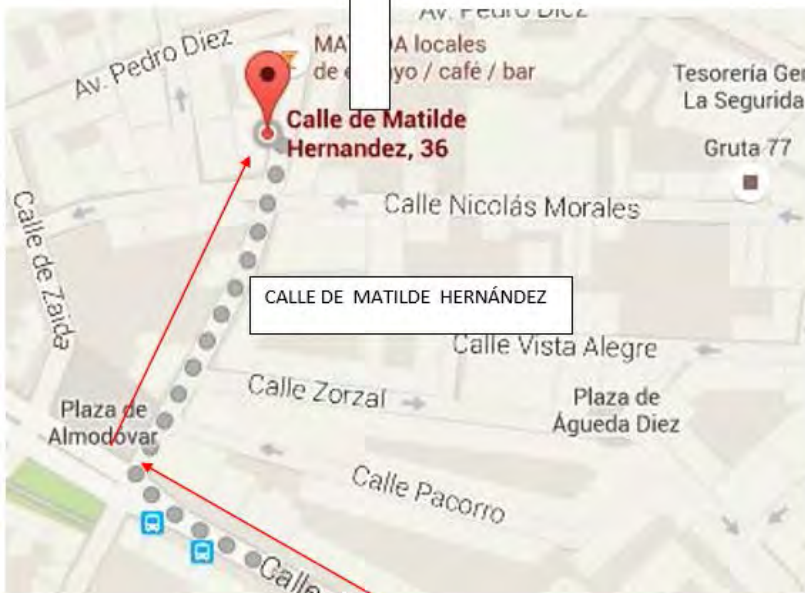 Av. Pedro Diez
MA
A locales
de e
yo / café / bar
Av. Pedro Diez
Tesorería Ge
La Segurida
Calle de Matilde
Hernandez, 36
Gruta 77
Calle Nicolás Morales
Calle de Zaida
CALLE DE MATILDE HERNÁNDEZ
Calle Vista Alegre
Calle Zorzal
Plaza de
Águeda Diez
Plaza de
Almodóvar
Calle Pacorro
Calle